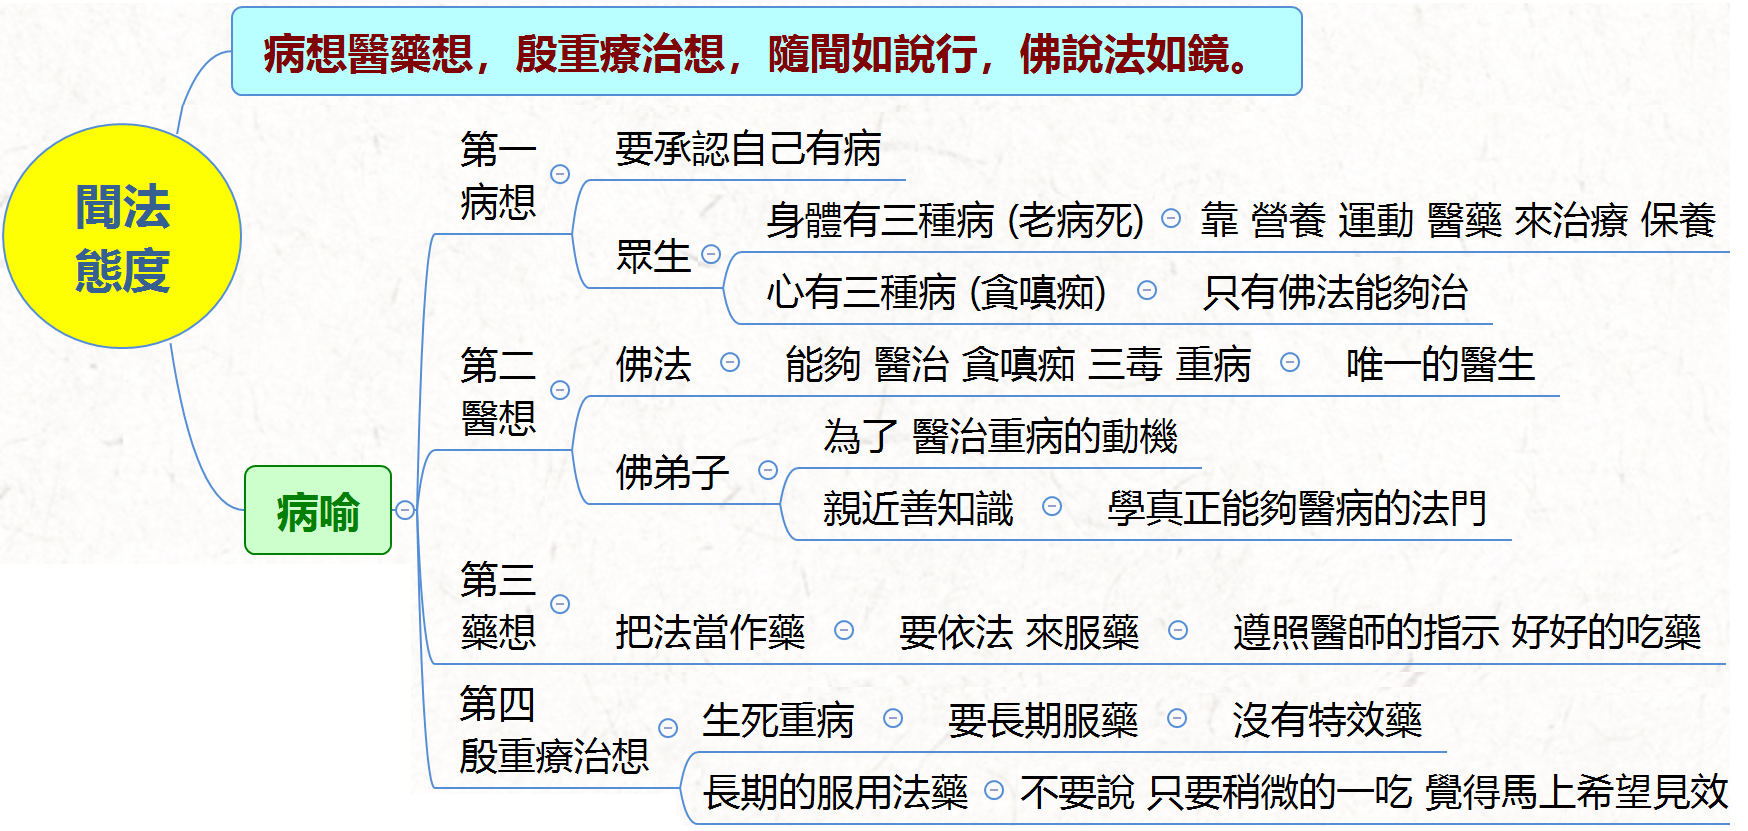 病想醫藥想，殷重療治想，隨聞如說行，佛說法如鏡。
聞法
態度
病喻
第一
病想
要承認自己有病
眾生
身體有三種病 (老病死)
靠 營養 運動 醫藥 來治療 保養
心有三種病 (貪嗔痴)
只有佛法能夠治
第二
醫想
佛法
能夠 醫治 貪嗔痴 三毒 重病
唯一的醫生
佛弟子
為了 醫治重病的動機
親近善知識
學真正能夠醫病的法門
第三
藥想
把法當作藥
要依法 來服藥
遵照醫師的指示 好好的吃藥
第四
殷重療治想
生死重病
要長期服藥
沒有特效藥
長期的服用法藥
不要說 只要稍微的一吃 覺得馬上希望見效